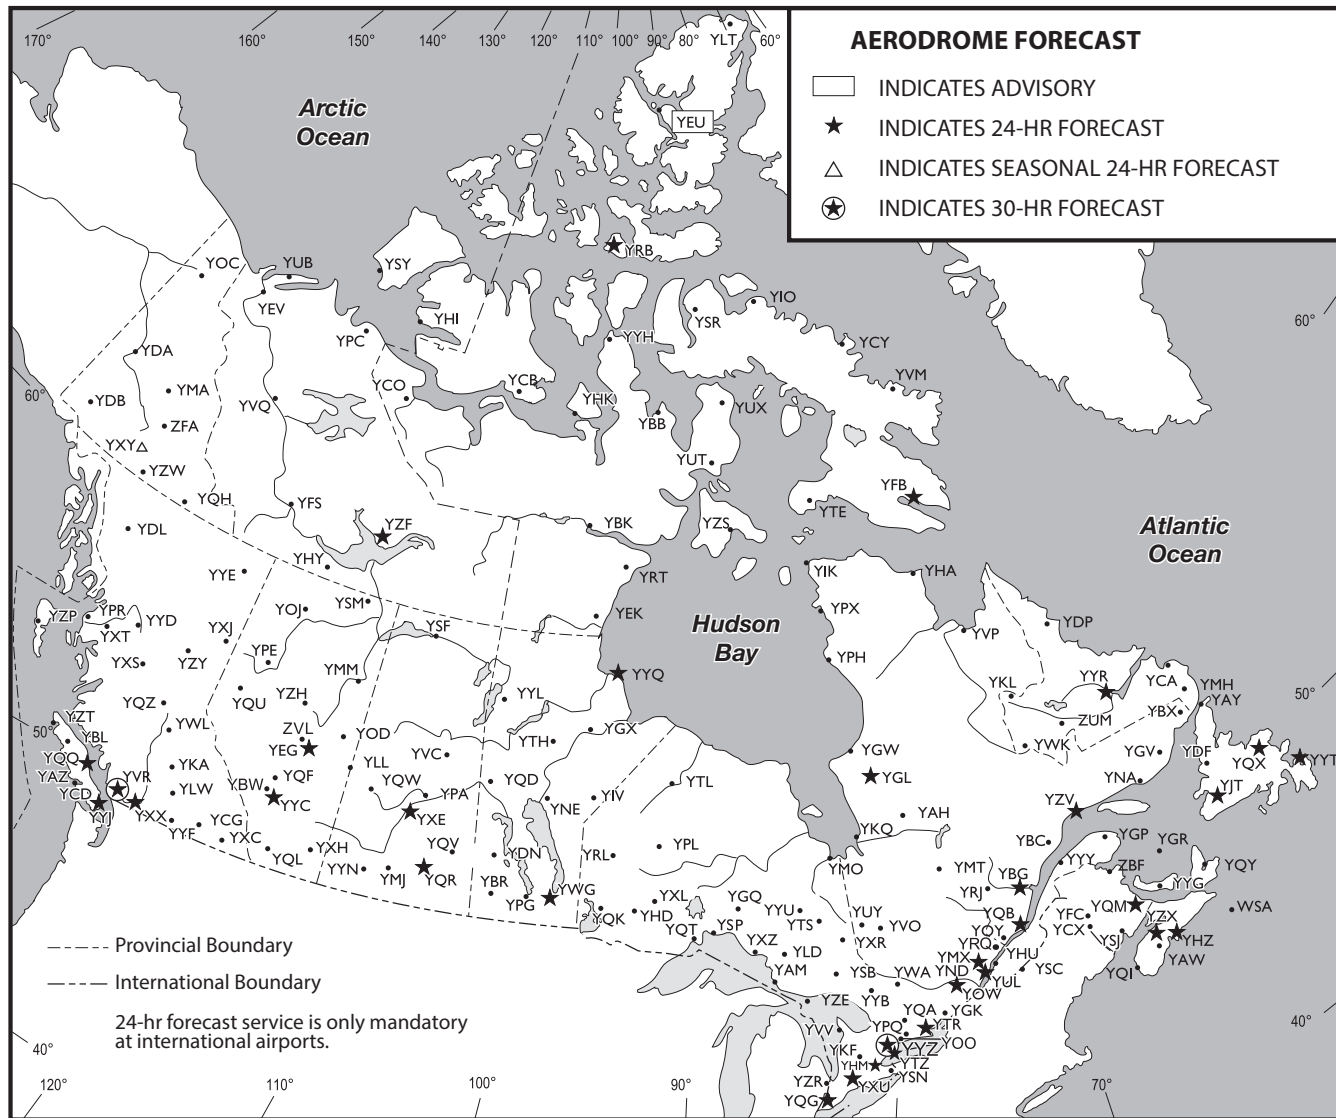 170°
160°
150°
140°
130°
120°
110°
100°
90°
80°
60°
YLT
AERODROME FORECAST
INDICATES ADVISORY
INDICATES 24-HR FORECAST
INDICATES SEASONAL 24-HR FORECAST
INDICATES 30-HR FORECAST
Arctic
Ocean
YEU
YRB
YOC
YUB
YSY
YEV
YHI
YPC
YYH
YSR
YIO
YCY
60°
YDA
YMA
YDB
60°
YVQ
YCO
YCB
YHK
YBB
YUX
YVM
ZFA
YXY
YZW
YUT
YQH
YFS
YFB
YTE
YDL
YZF
YBK
YZS
Atlantic
Ocean
YYE
YHY
YRT
YIK
YHA
YZP
YPR
YXT
YYD
YXJ
YOJ
YSM
YSF
YEK
Hudson
Bay
YPX
YVP
YDP
YXS
YZY
YPE
YMM
YYQ
YPH
YYR
YCA
YMH
YAY
50°
YKL
YQZ
YQU
YZH
YYL
YBX
50°
YZT
YBL
YWL
ZVL
YEG
YOD
YVC
YTH
YGX
YGW
ZUM
YWK
YGV
YDF
YQX
YYT
YQQ
YAZ
YCD
YYJ
YVR
YXX
YKA
YLW
YBW
YQF
YYC
YLL
YQW
YPA
YQD
YNE
YIV
YTL
YGL
YNA
YJT
YYF
YCG
YXC
YQL
YXH
YXE
YZV
YAH
YKQ
YBC
YGP
YGR
YYN
YMJ
YQV
YQR
YDN
YRL
YPL
YMO
YMT
YYY
ZBF
YQY
YBR
YPG
YWG
YQK
YHD
YXL
YGQ
YYU
YTS
YUY
YVO
YRJ
YBG
YYG
YQM
WSA
YQT
YSP
YXZ
YLD
YXR
YQB
YQY
YRQ
YFC
YCX
YSJ
YZX
YHZ
YAW
YAM
YSB
YWA
YMX
YND
YHU
YUL
YSC
YQI
Provincial Boundary
International Boundary
24-hr forecast service is only mandatory
at international airports.
YZE
YYB
YOW
YQA
YGK
YPQ
YTR
YVV
YOO
YYZ
YTZ
YKF
YHM
YSN
YXU
YZR
YQG
40°
40°
120°
110°
100°
90°
70°